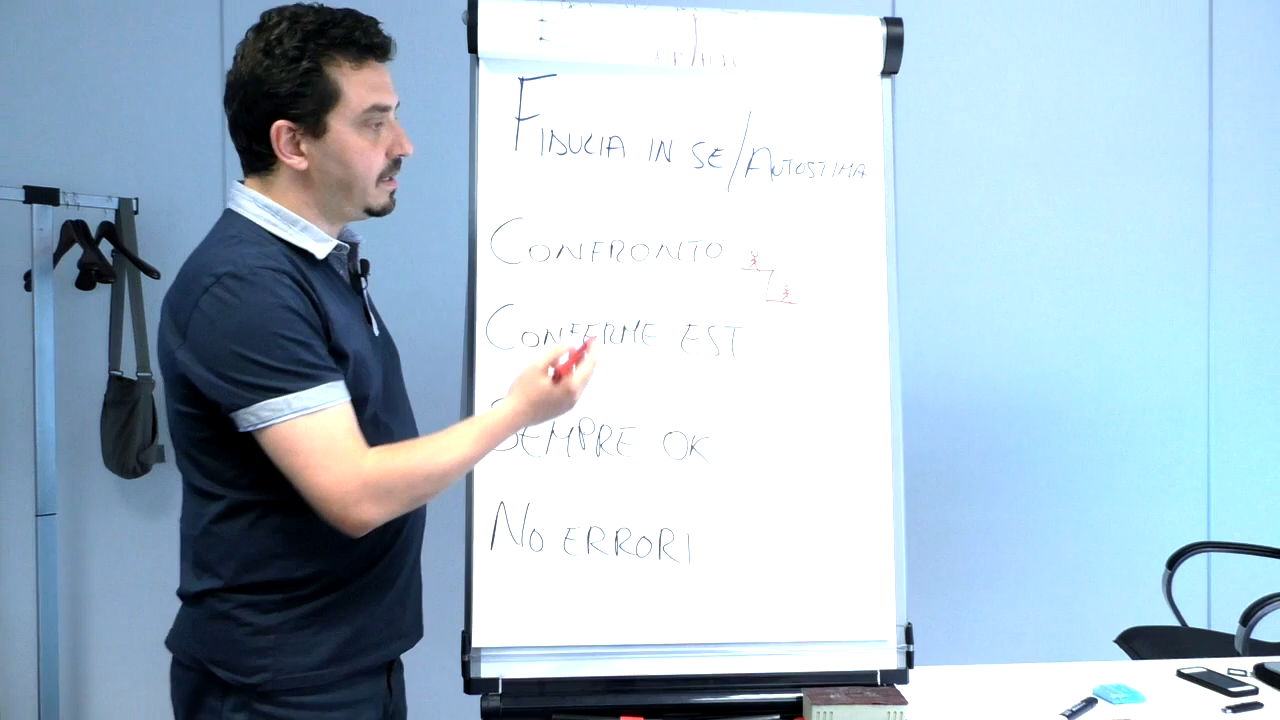 FIDUCIA IN SE/AUTOSTIMA
CONFRONTO
CONFERME EST
SEMPRE OK
NO ERRORI